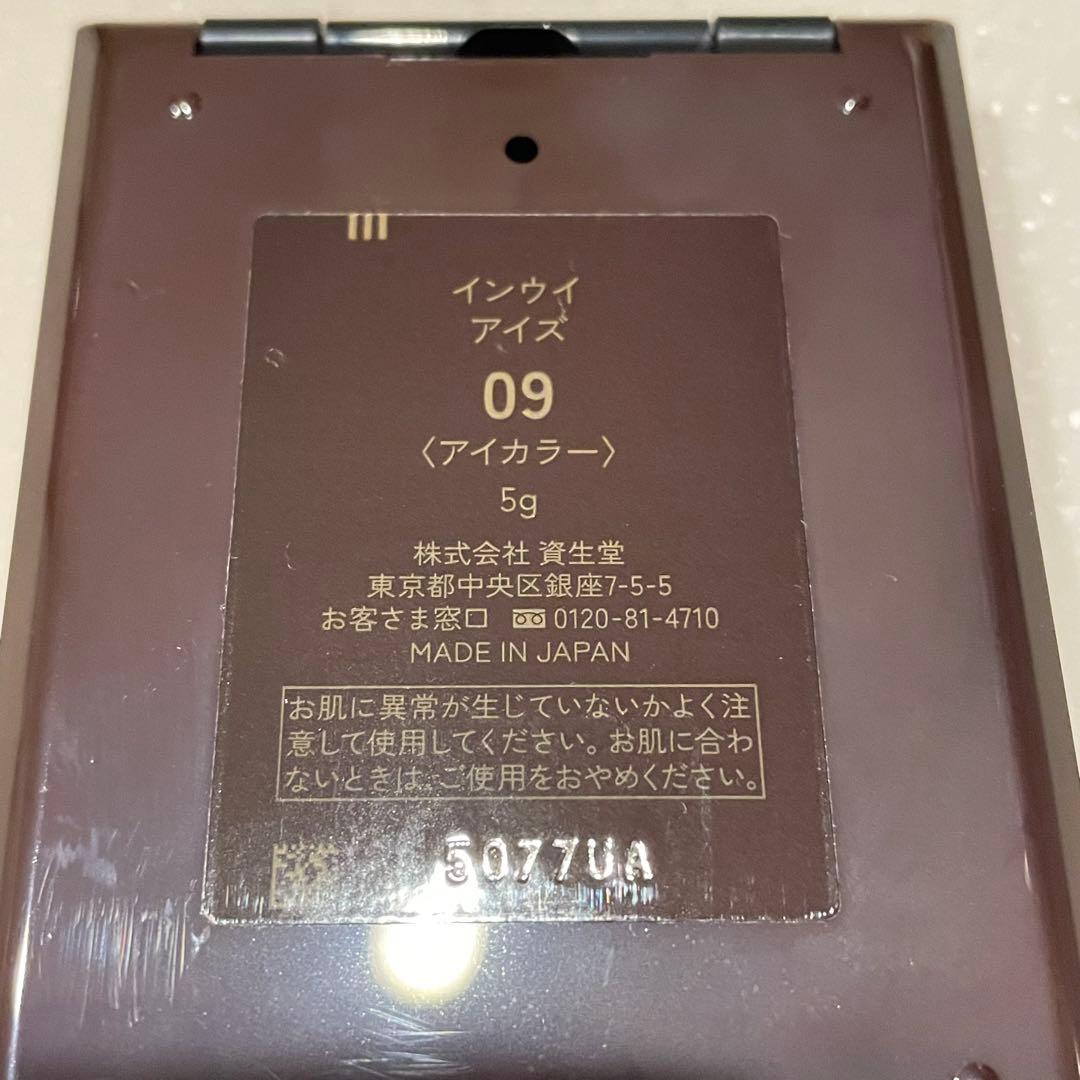 インウイ
アイズ
09
〈アイカラー〉
5g
株式会社 資生堂
東京都中央区銀座7-5-5
お客さま窓口 0120-81-4710
MADE IN JAPAN
お肌に異常が生じていないかよく注
意して使用してください。お肌に合わ
ないときは、ご使用をおやめください。
5077UA